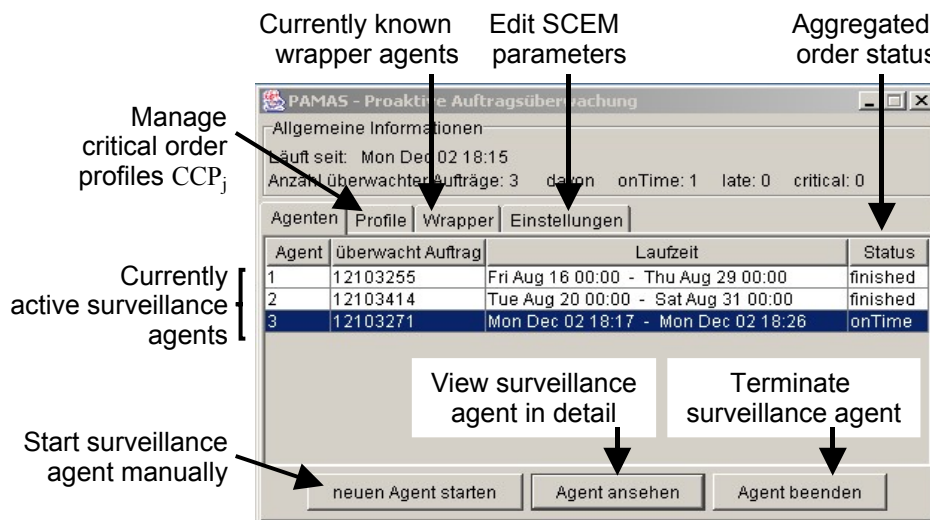 Currently known
wrapper agents
Edit SCEM
parameters
Aggregated
order status
Manage
critical order
profiles CCPj
PAMAS - Proaktive Auftragsüberwachung
Allgemeine Informationen
Läuft seit: Mon Dec 02 18:15
Anzahl überwachter Aufträge: 3 davon onTime: 1 late: 0 critical: 0
Agenten Profile Wrapper Einstellungen
Agent überwacht Auftrag Laufzeit Status
1 12103255 Fri Aug 16 00:00 - Thu Aug 29 00:00 finished
2 12103414 Tue Aug 20 00:00 - Sat Aug 31 00:00 finished
3 12103271 Mon Dec 02 18:17 - Mon Dec 02 18:26 onTime
Currently
active surveillance
agents
View surveillance
agent in detail
Terminate
surveillance agent
Start surveillance
agent manually
neuen Agent starten Agent ansehen Agent beenden